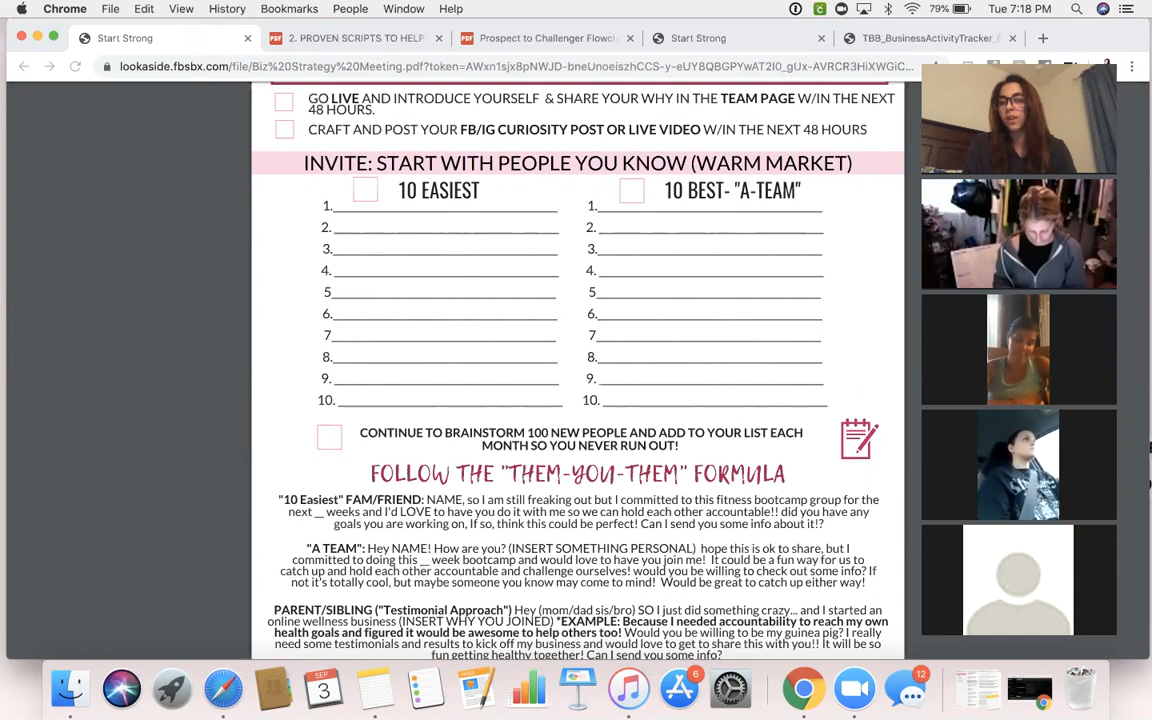 Chrome File Edit View History Bookmarks People Window Help 79% Tue 7:18 PM
Start Strong 2. PROVEN SCRIPTS TO HELP Prospect to Challenger Flowch Start Strong TBB_BusinessActivityTracker_
lookaside.fbsbx.com/file/Biz%20Strategy%20Meeting.pdf?token=AWxn1sjx8pNWJD-bneUnoeiszhCCS-y-eUY8QBGPYwAT2I0_gUx-AVRCR3HiXWGiC...
GO LIVE AND INTRODUCE YOURSELF & SHARE YOUR WHY IN THE TEAM PAGE W/IN THE NEXT
48 HOURS.
CRAFT AND POST YOUR FB/IG CURIOSITY POST OR LIVE VIDEO W/IN THE NEXT 48 HOURS
INVITE: START WITH PEOPLE YOU KNOW (WARM MARKET)
10 EASIEST 10 BEST- "A-TEAM"
1. 1.
2. 2.
3. 3.
4. 4.
5 5
6. 6.
7 7
8. 8.
9. 9.
10. 10.
CONTINUE TO BRAINSTORM 100 NEW PEOPLE AND ADD TO YOUR LIST EACH
MONTH SO YOU NEVER RUN OUT!
FOLLOW THE "THEM-YOU-THEM" FORMULA
"10 Easiest" FAM/FRIEND: NAME, so I am still freaking out but I committed to this fitness bootcamp group for the
next __ weeks and I'd LOVE to have you do it with me so we can hold each other accountable!! did you have any
goals you are working on, If so, think this could be perfect! Can I send you some info about it!?
"A TEAM": Hey NAME! How are you? (INSERT SOMETHING PERSONAL) hope this is ok to share, but I
committed to doing this __ week bootcamp and would love to have you join me! It could be a fun way for us to
catch up and hold each other accountable and challenge ourselves! would you be willing to check out some info? If
not it's totally cool, but maybe someone you know may come to mind! Would be great to catch up either way!
PARENT/SIBLING ("Testimonial Approach") Hey (mom/dad sis/bro) SO I just did something crazy... and I started an
online wellness business (INSERT WHY YOU JOINED) *EXAMPLE: Because I needed accountability to reach my own
health goals and figured it would be awesome to help others too! Would you be willing to be my guinea pig? I really
need some testimonials and results to kick off my business and would love to get to share this with you!! It will be so
fun getting healthy together! Can I send you some info?
SEP
3
6
12